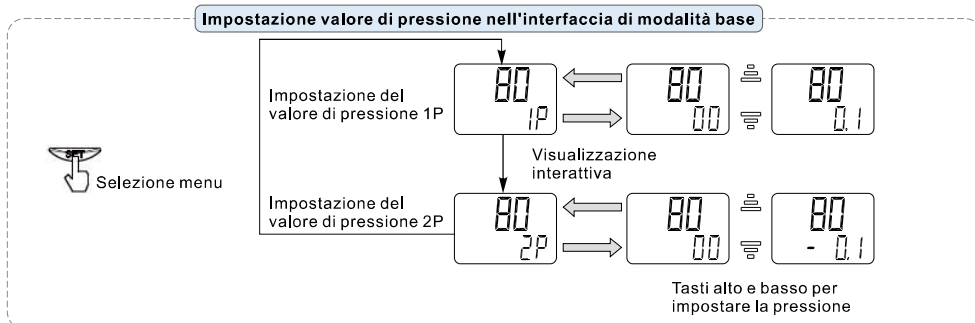 Impostazione valore di pressione nell'interfaccia di modalità base
Impostazione del
valore di pressione 1P
80
1P
80
00
80
0.1
SET
Selezione menu
Visualizzazione
interattiva
Impostazione del
valore di pressione 2P
80
2P
80
00
80
- 0.1
Tasti alto e basso per
impostare la pressione